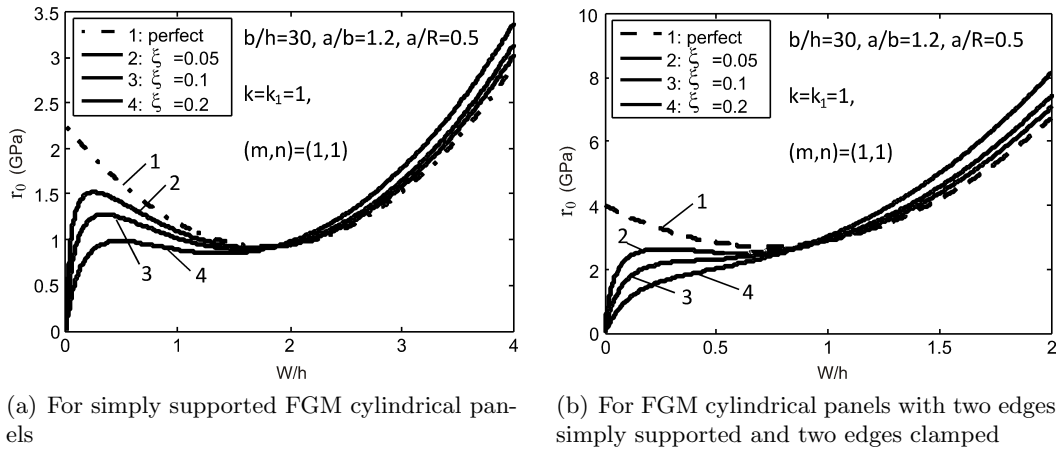 3.5
3
2.5
2
1.5
1
0.5
0
0
1
2
3
4
r₀ (GPa)
W/h
1: perfect
2: ξ =0.05
3: ξ =0.1
4: ξ =0.2
b/h=30, a/b=1.2, a/R=0.5
k=k₁=1,
(m,n)=(1,1)
1
2
3
4
(a) For simply supported FGM cylindrical pan-
els
10
8
6
4
2
0
0
0.5
1
1.5
2
r₀ (GPa)
W/h
1: perfect
2: ξ =0.05
3: ξ =0.1
4: ξ =0.2
b/h=30, a/b=1.2, a/R=0.5
k=k₁=1,
(m,n)=(1,1)
1
2
3
4
(b) For FGM cylindrical panels with two edges
simply supported and two edges clamped